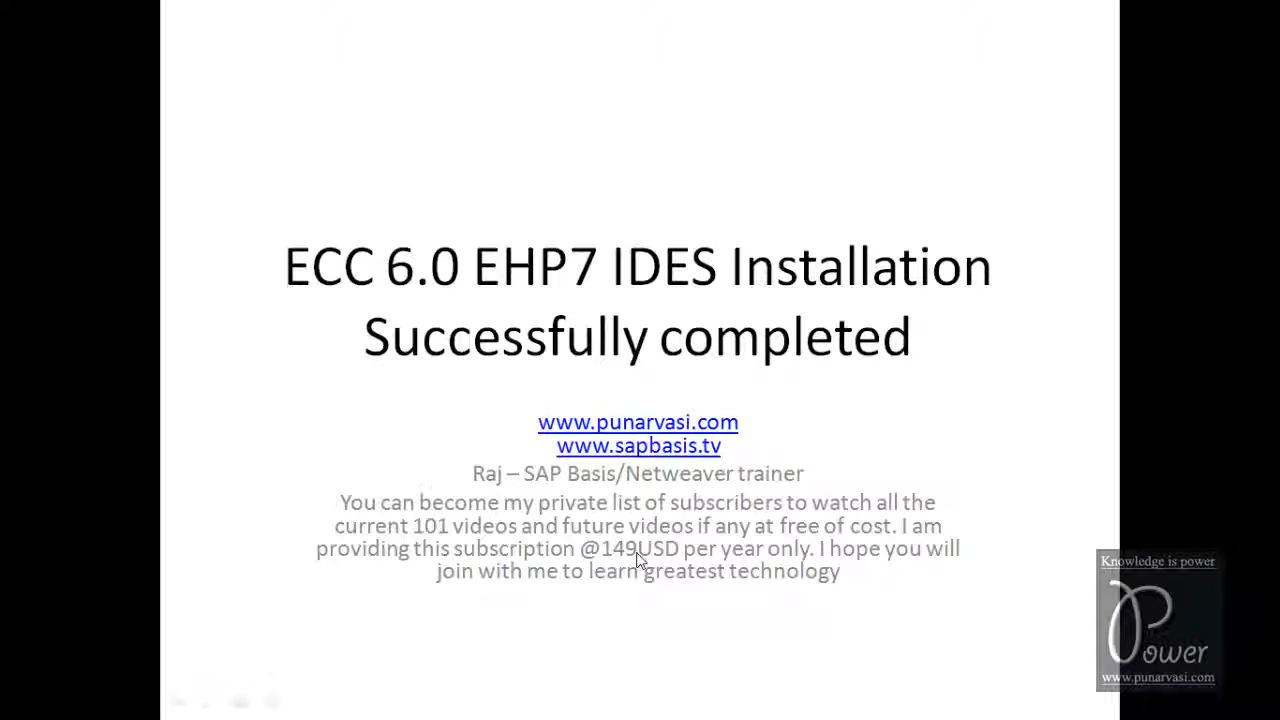 ECC 6.0 EHP7 IDES Installation
Successfully completed
www.punarvasi.com
www.sapbasis.tv
Raj – SAP Basis/Netweaver trainer
You can become my private list of subscribers to watch all the
current 101 videos and future videos if any at free of cost. I am
providing this subscription @149USD per year only. I hope you will
join with me to learn greatest technology
Knowledge is power
Power
www.punarvasi.com